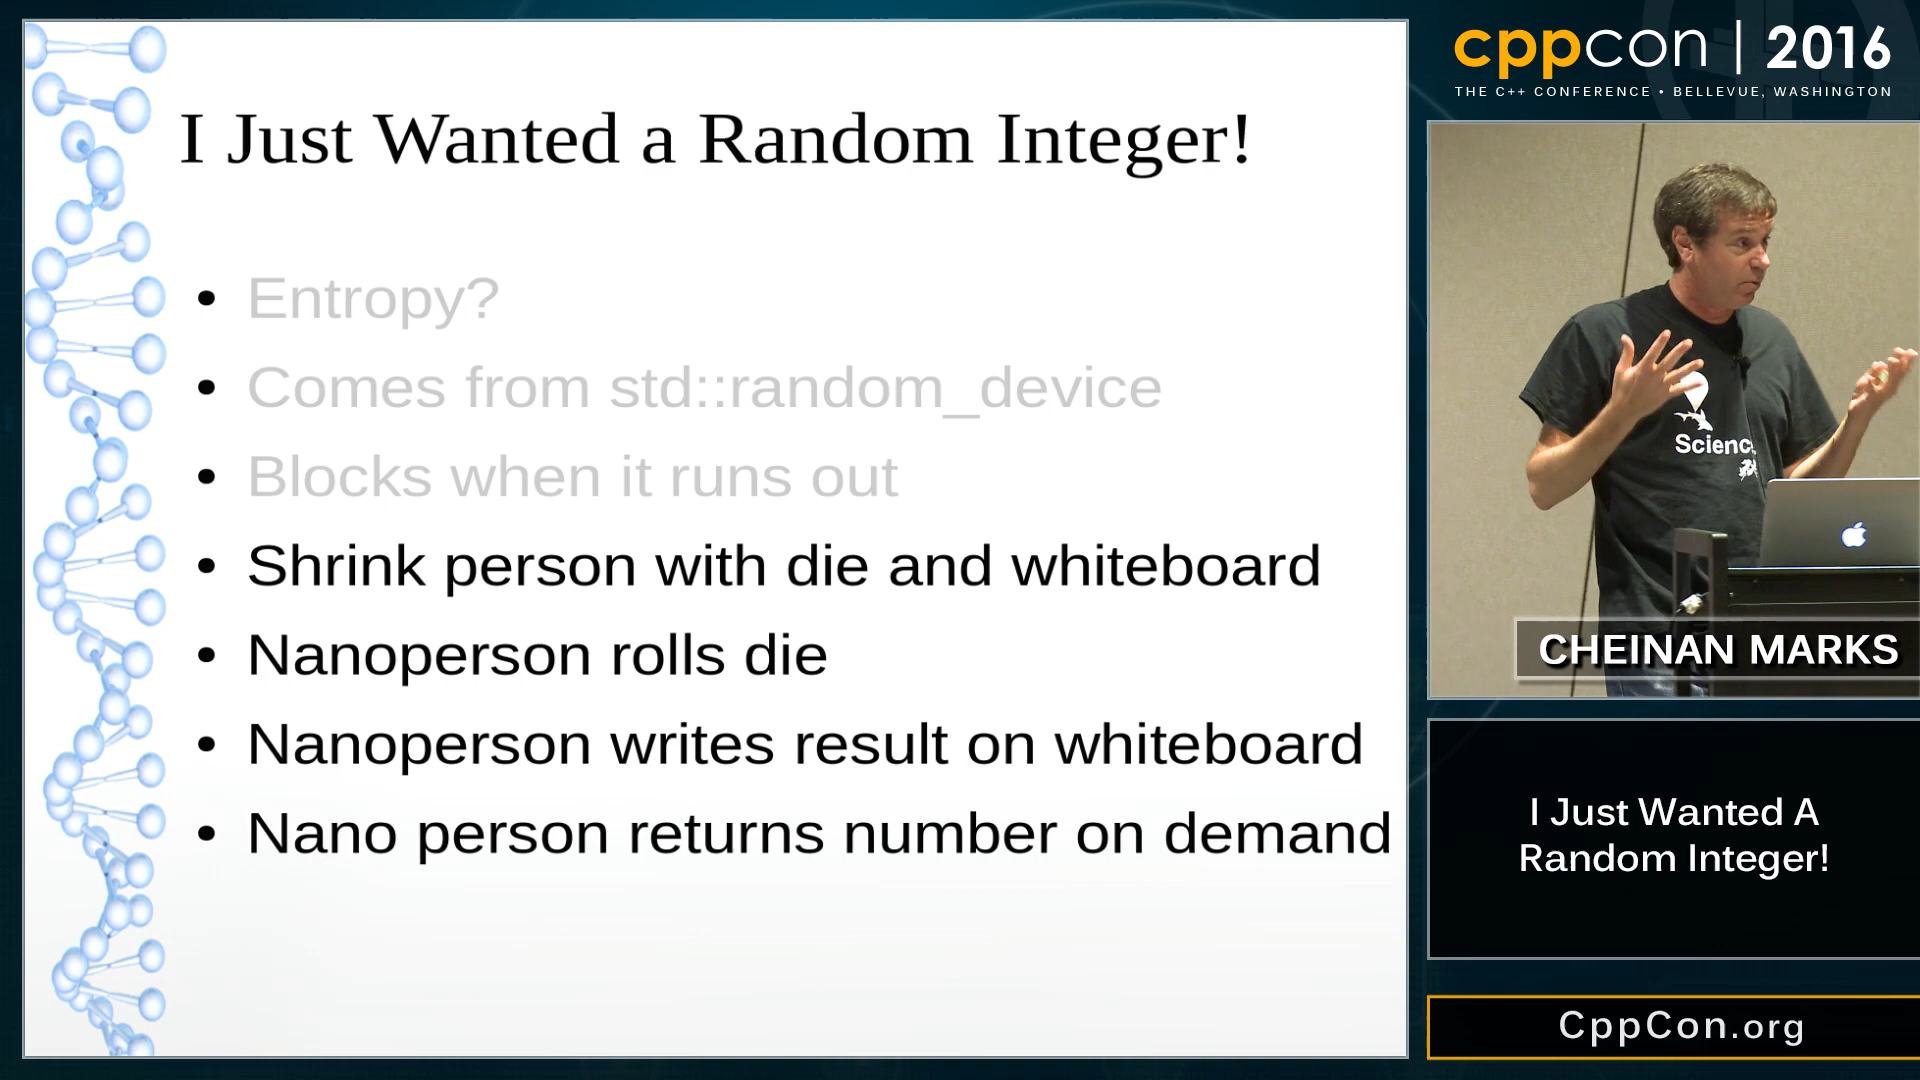 I Just Wanted a Random Integer!
• Entropy?
• Comes from std::random_device
• Blocks when it runs out
• Shrink person with die and whiteboard
• Nanoperson rolls die
• Nanoperson writes result on whiteboard
• Nano person returns number on demand
cppcon | 2016
THE C++ CONFERENCE • BELLEVUE, WASHINGTON
CHEINAN MARKS
I Just Wanted A
Random Integer!
CppCon.org